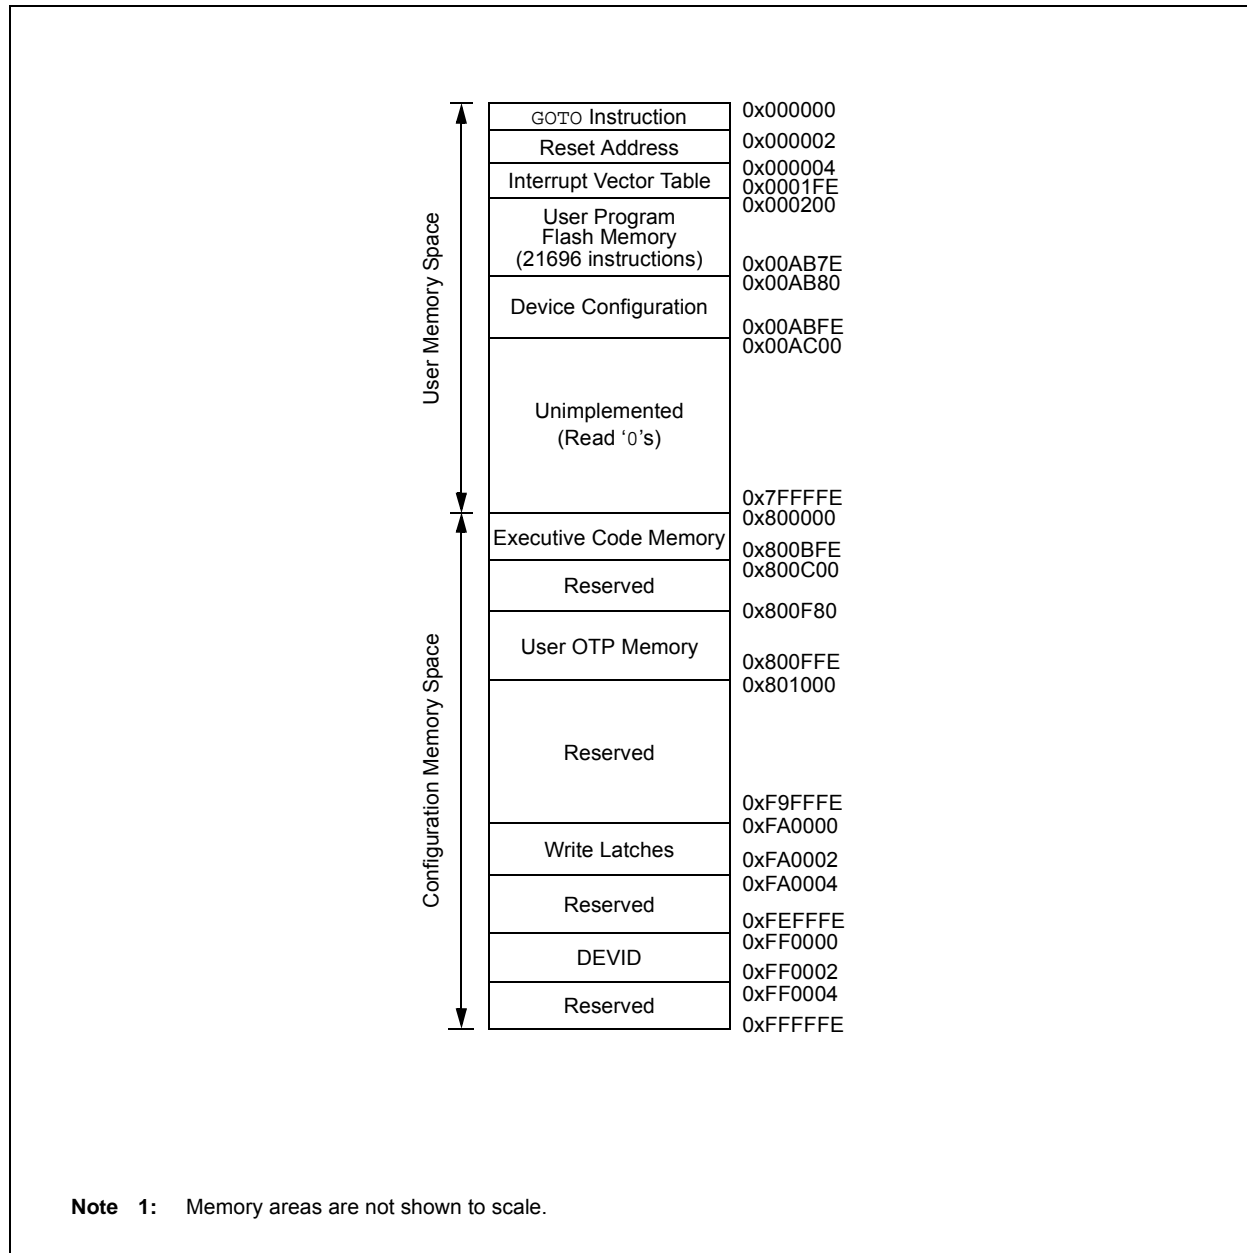 GOTO Instruction
0x000000
Reset Address
0x000002
Interrupt Vector Table
0x000004
0x0001FE
User Program
Flash Memory
(21696 instructions)
0x000200
0x00AB7E
Device Configuration
0x00AB80
0x00ABFE
Unimplemented
(Read ‘0’s)
0x00AC00
0x7FFFFE
User Memory Space
Executive Code Memory
0x800000
0x800BFE
Reserved
0x800C00
User OTP Memory
0x800F80
0x800FFE
Reserved
0x801000
0xF9FFFE
Write Latches
0xFA0000
0xFA0002
Reserved
0xFA0004
0xFEFFFE
DEVID
0xFF0000
0xFF0002
Reserved
0xFF0004
0xFFFFFE
Configuration Memory Space
Note 1: Memory areas are not shown to scale.